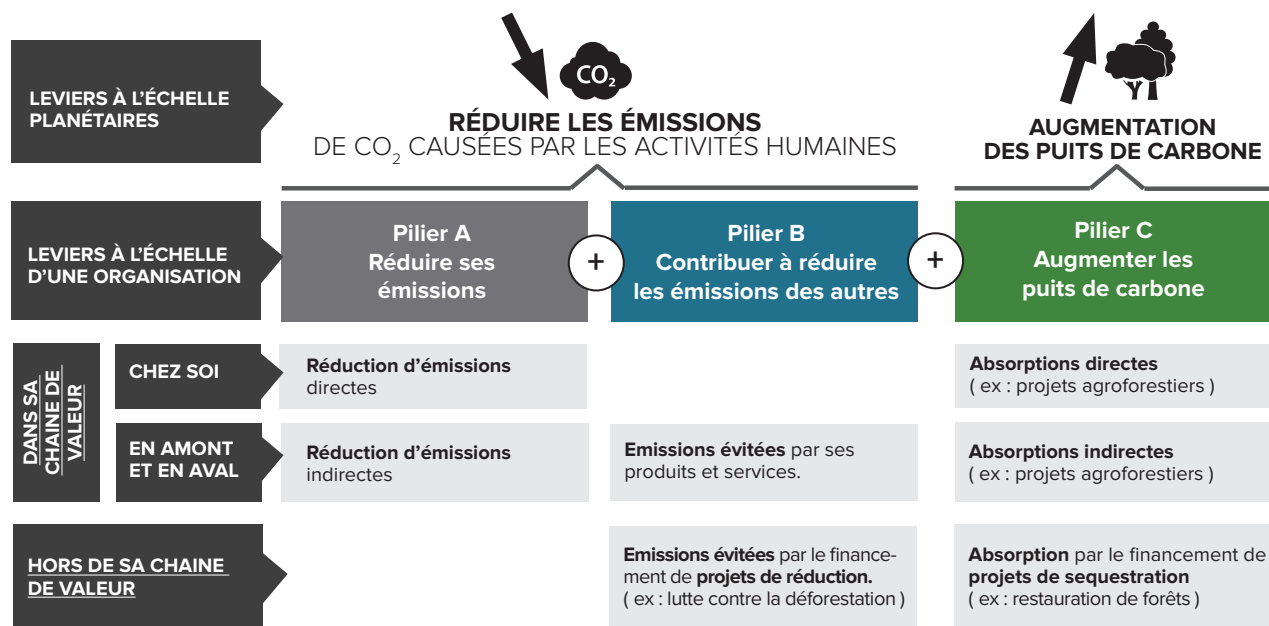 LEVIERS À L'ÉCHELLE
PLANÉTAIRES
CO₂
RÉDUIRE LES ÉMISSIONS
DE CO₂ CAUSÉES PAR LES ACTIVITÉS HUMAINES
AUGMENTATION
DES PUITS DE CARBONE
LEVIERS À L'ÉCHELLE
D'UNE ORGANISATION
Pilier A
Réduire ses
émissions
+
Pilier B
Contribuer à réduire
les émissions des autres
+
Pilier C
Augmenter les
puits de carbone
DANS SA
CHAINE DE
VALEUR
CHEZ SOI
Réduction d'émissions
directes
Absorptions directes
( ex : projets agroforestiers )
EN AMONT
ET EN AVAL
Réduction d'émissions
indirectes
Emissions évitées par ses
produits et services.
Absorptions indirectes
( ex : projets agroforestiers )
HORS DE SA CHAINE
DE VALEUR
Emissions évitées par le finance-
ment de projets de réduction.
( ex : lutte contre la déforestation )
Absorption par le financement de
projets de sequestration
( ex : restauration de forêts )